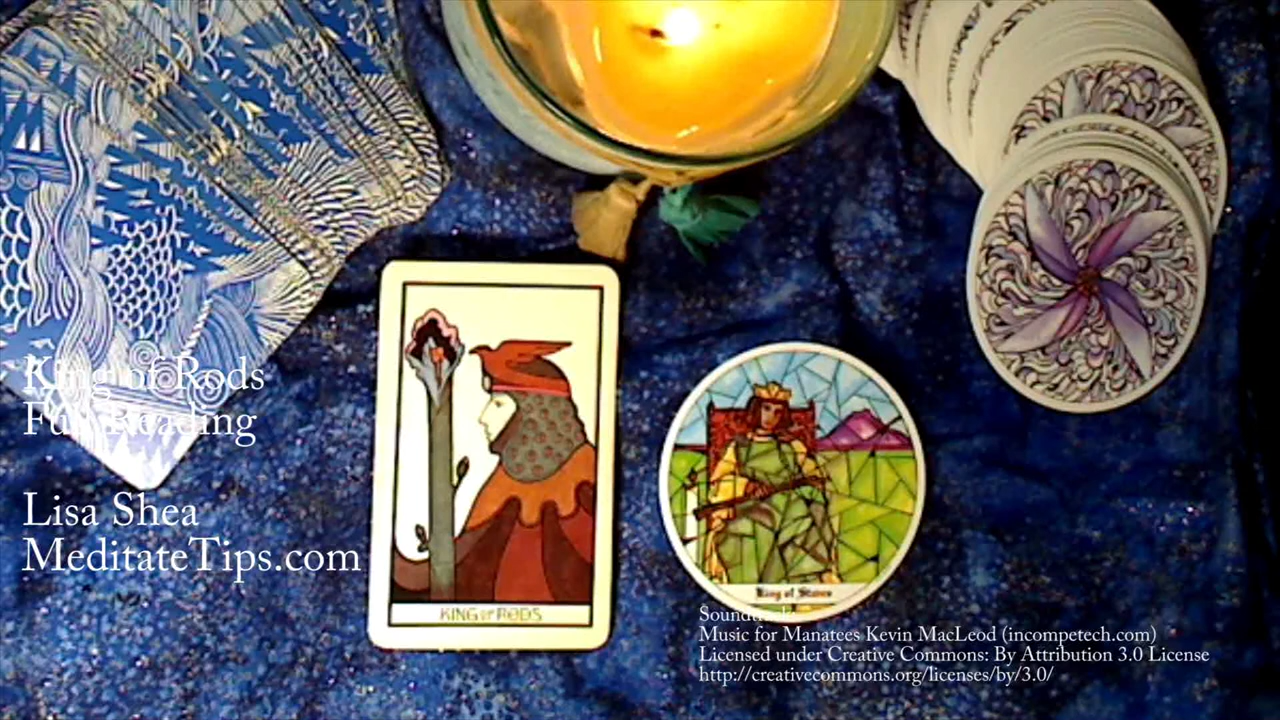 King of Rods
Full Reading
Lisa Shea
MeditateTips.com
KING of RODS
King of Staves
Soundtrack:
Music for Manatees Kevin MacLeod (incompetech.com)
Licensed under Creative Commons: By Attribution 3.0 License
http://creativecommons.org/licenses/by/3.0/